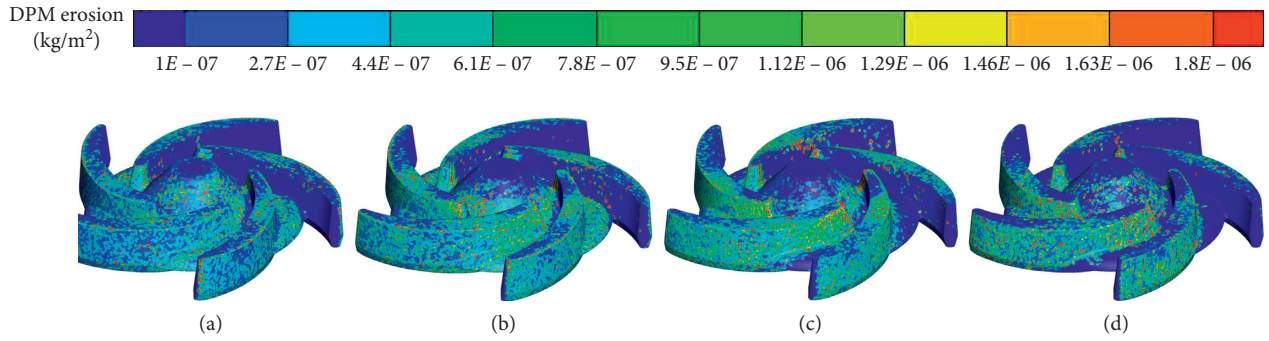 DPM erosion
(kg/m²)
1E – 07 2.7E – 07 4.4E – 07 6.1E – 07 7.8E – 07 9.5E – 07 1.12E – 06 1.29E – 06 1.46E – 06 1.63E – 06 1.8E – 06
(a) (b) (c) (d)